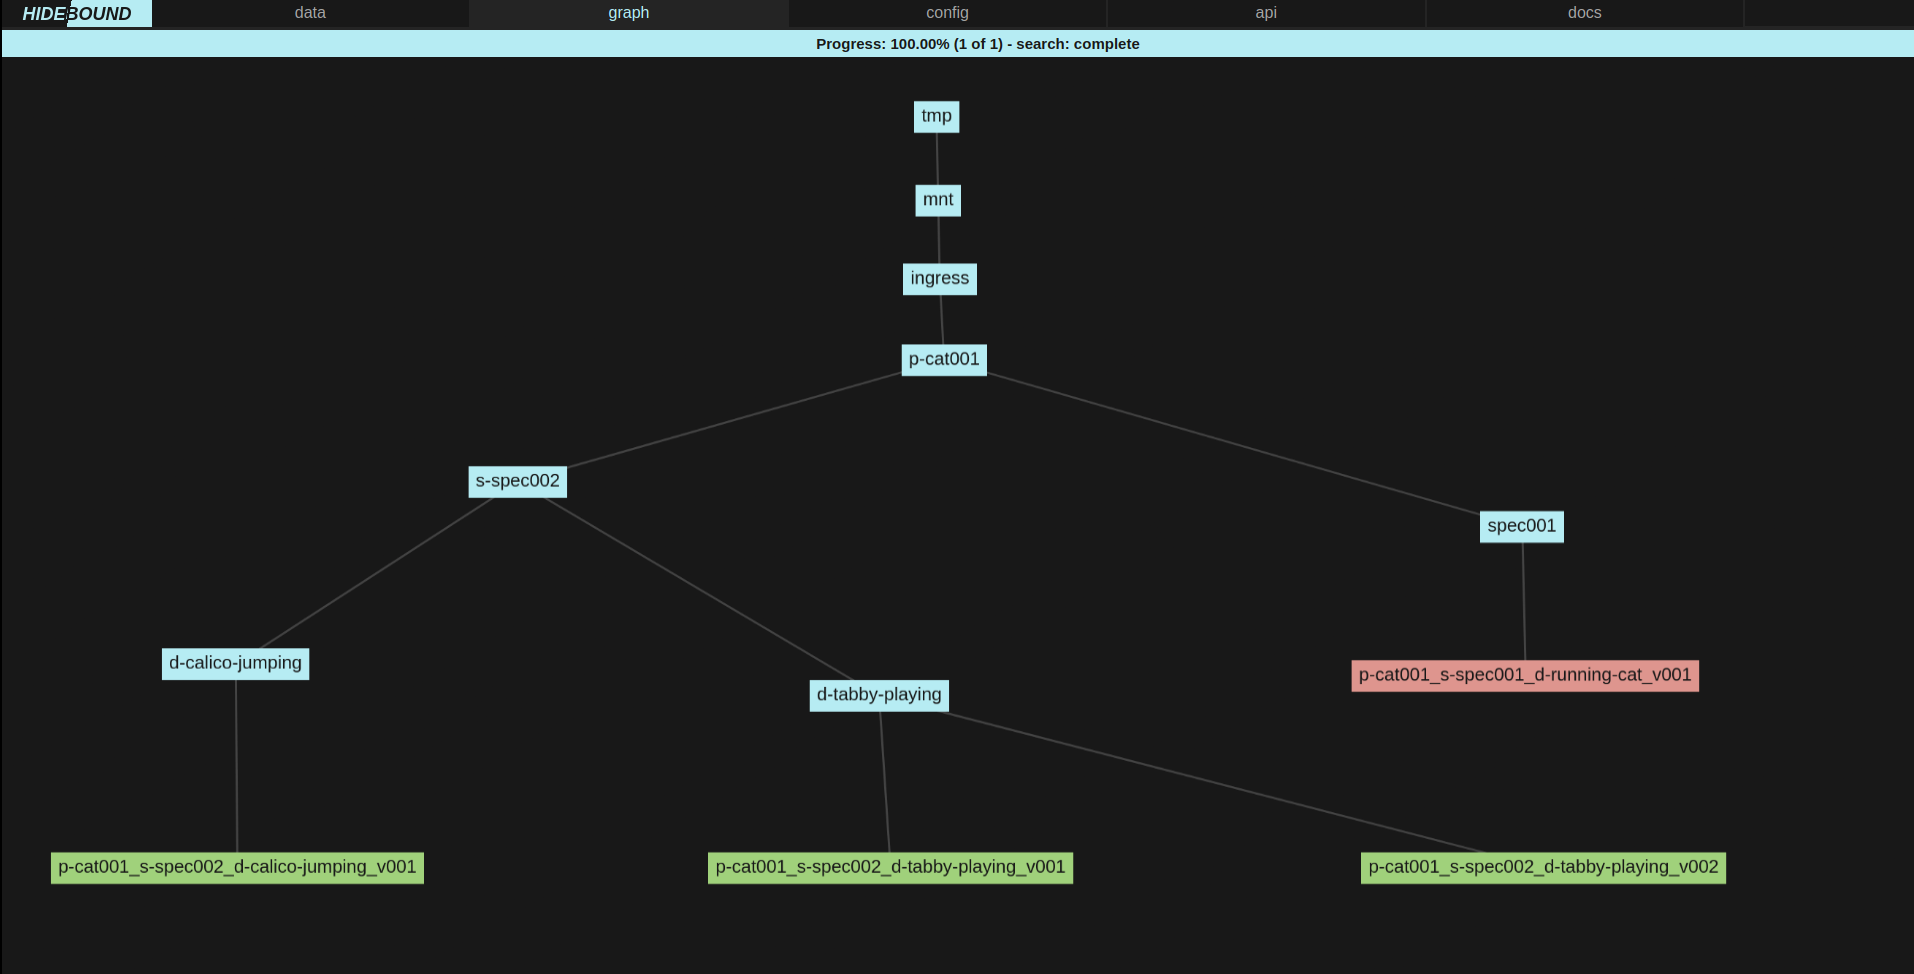 HIDEBOUND data graph config api docs
Progress: 100.00% (1 of 1) - search: complete
tmp
mnt
ingress
p-cat001
s-spec002
spec001
d-calico-jumping
d-tabby-playing
p-cat001_s-spec001_d-running-cat_v001
p-cat001_s-spec002_d-calico-jumping_v001
p-cat001_s-spec002_d-tabby-playing_v001
p-cat001_s-spec002_d-tabby-playing_v002